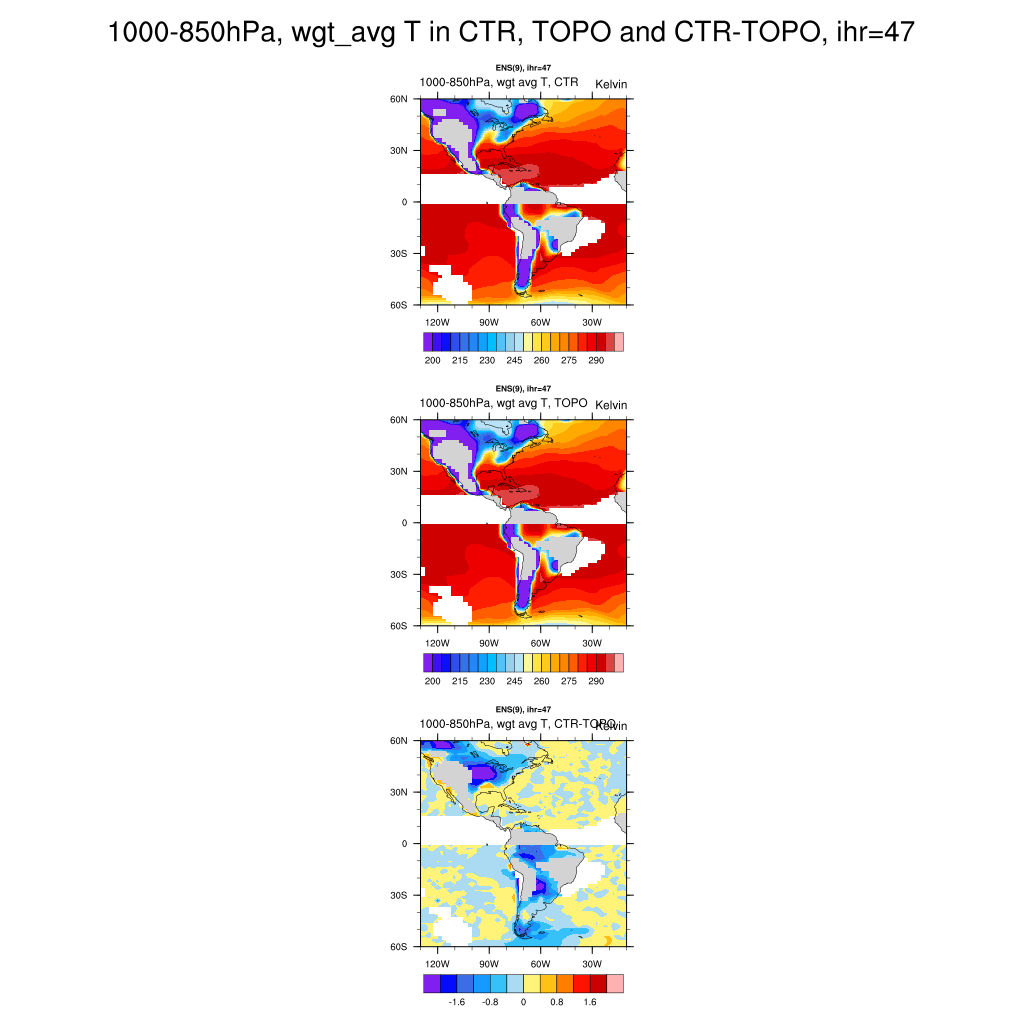 1000-850hPa, wgt_avg T in CTR, TOPO and CTR-TOPO, ihr=47
ENS(9), ihr=47
1000-850hPa, wgt avg T, CTR Kelvin
60N
30N
0
30S
60S
120W 90W 60W 30W
200 215 230 245 260 275 290
ENS(9), ihr=47
1000-850hPa, wgt avg T, TOPO Kelvin
60N
30N
0
30S
60S
120W 90W 60W 30W
200 215 230 245 260 275 290
ENS(9), ihr=47
1000-850hPa, wgt avg T, CTR-TOPO Kelvin
60N
30N
0
30S
60S
120W 90W 60W 30W
-1.6 -0.8 0 0.8 1.6